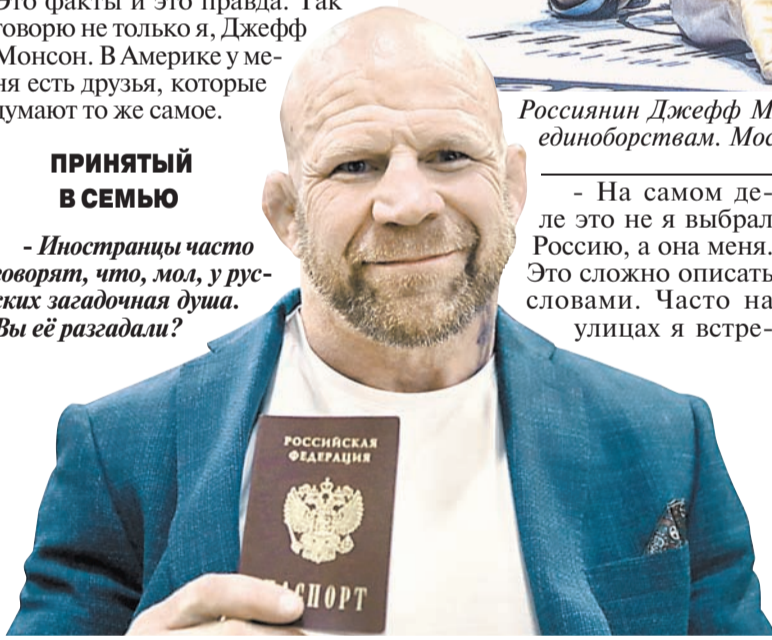 Это факты и это правда. Так
говорю не только я, Джефф
Монсон. В Америке у ме-
ня есть друзья, которые
думают то же самое.
ПРИНЯТЫЙ
В СЕМЬЮ
- Иностранцы часто
говорят, что, мол, у рус-
ских загадочная душа.
Вы её разгадали?
Россиянин Джефф М
единоборствам. Мос
- На самом де-
ле это не я выбрал
Россию, а она меня.
Это сложно описать
словами. Часто на
улицах я встре-
РОССИЙСКАЯ
ФЕДЕРАЦИЯ
ПАСПОРТ